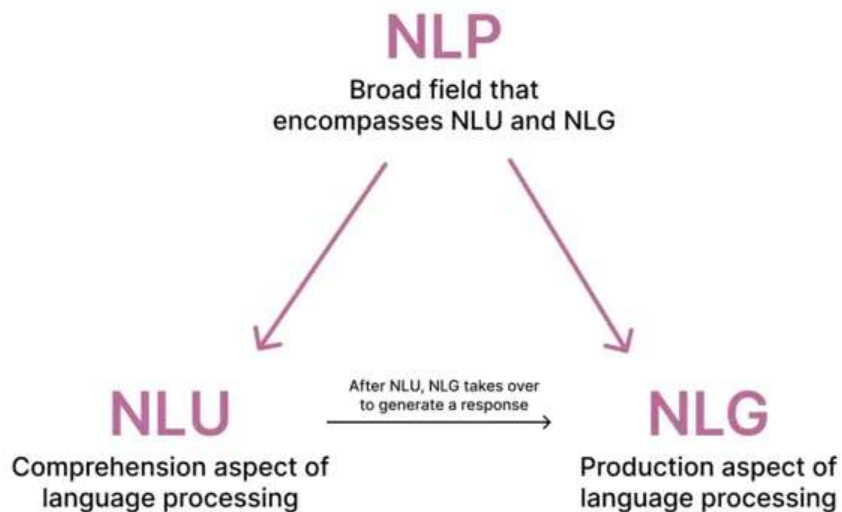 NLP
Broad field that
encompasses NLU and NLG
After NLU, NLG takes over
to generate a response
NLU
Comprehension aspect of
language processing
NLG
Production aspect of
language processing